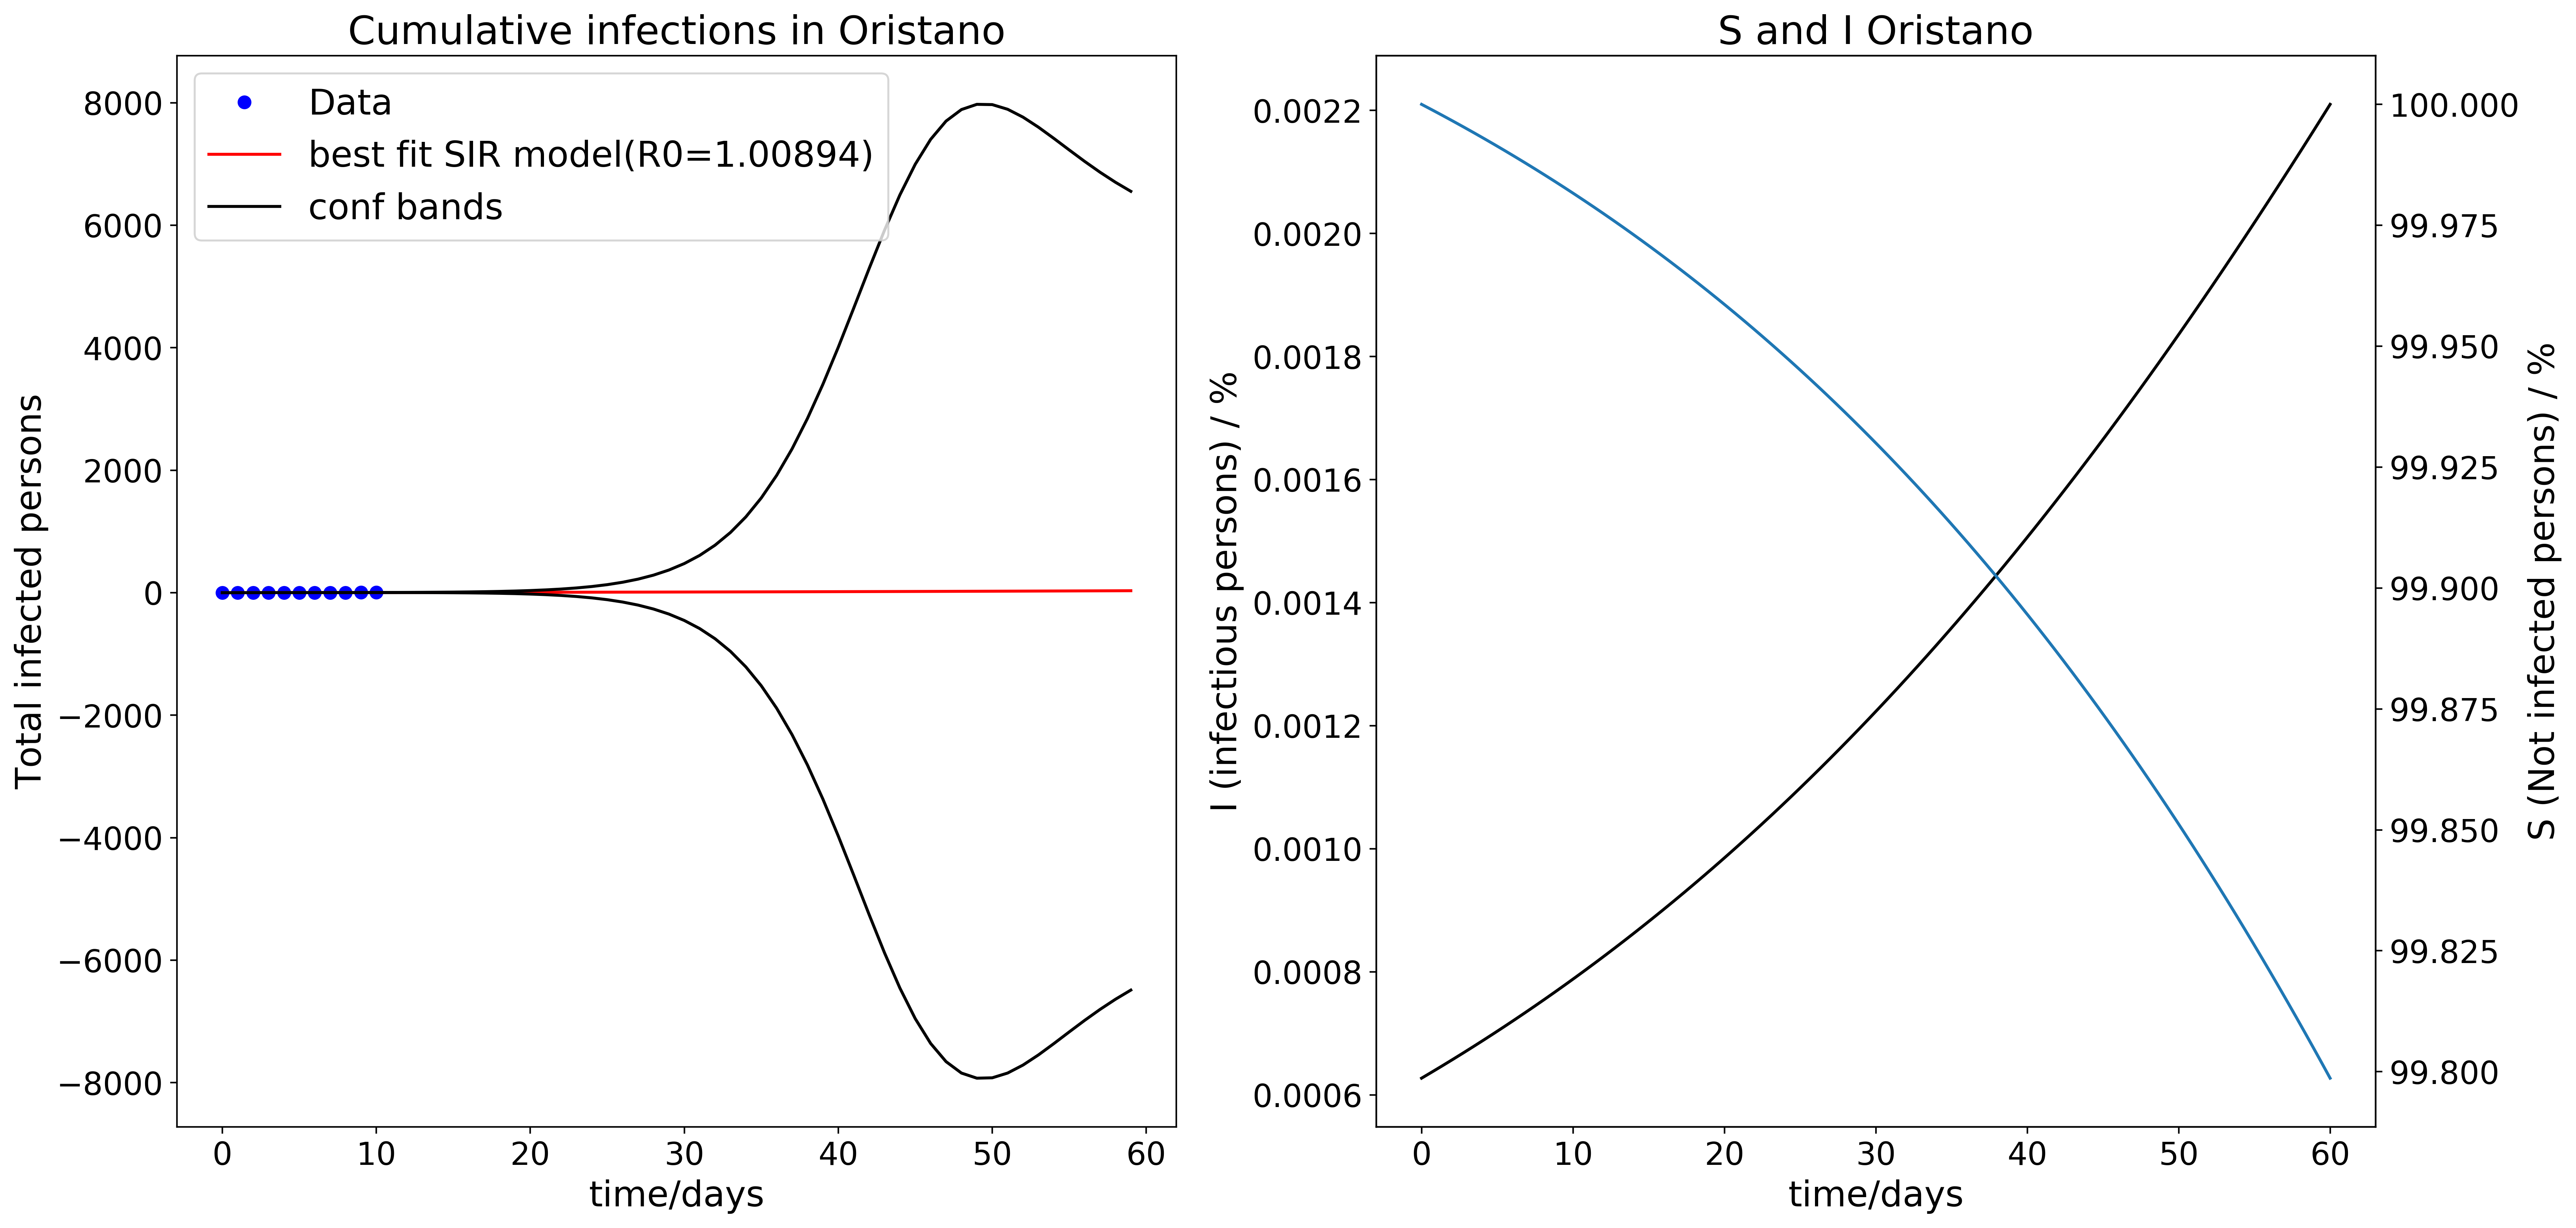 Cumulative infections in Oristano
Data
best fit SIR model(R0=1.00894)
conf bands
8000
6000
4000
2000
0
−2000
−4000
−6000
−8000
Total infected persons
0 10 20 30 40 50 60
time/days
S and I Oristano
0.0022
0.0020
0.0018
0.0016
0.0014
0.0012
0.0010
0.0008
0.0006
I (infectious persons) / %
0 10 20 30 40 50 60
time/days
100.000
99.975
99.950
99.925
99.900
99.875
99.850
99.825
99.800
S (Not infected persons) / %